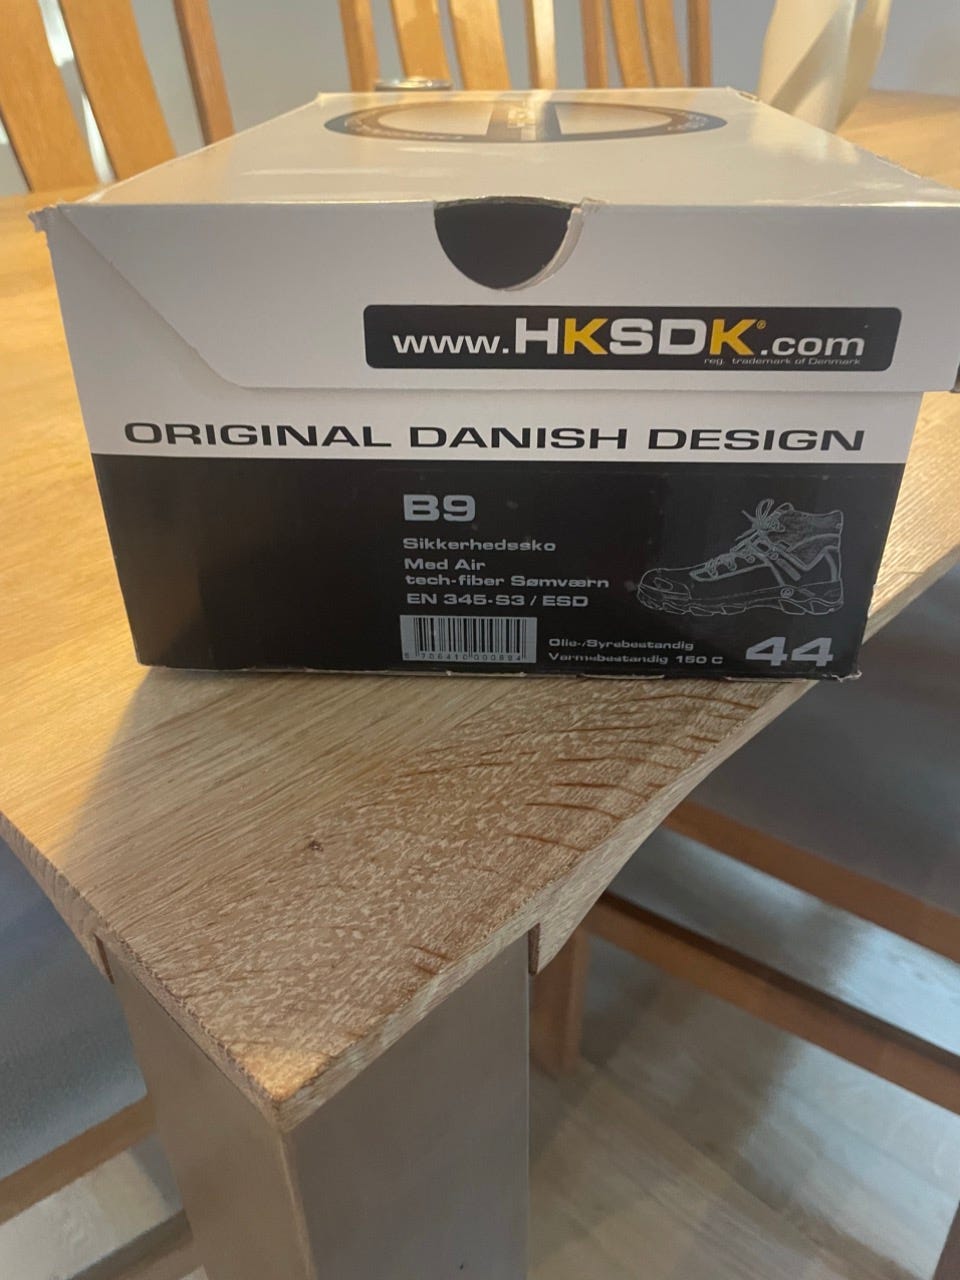 www.HKSDK®.com
reg. trademark of Denmark
ORIGINAL DANISH DESIGN
B9
Sikkerhedssko
Med Air
tech-fiber Sømværn
EN 345-S3 / ESD
Olie-/Syrebestandig
Varmebestandig 150 C
44